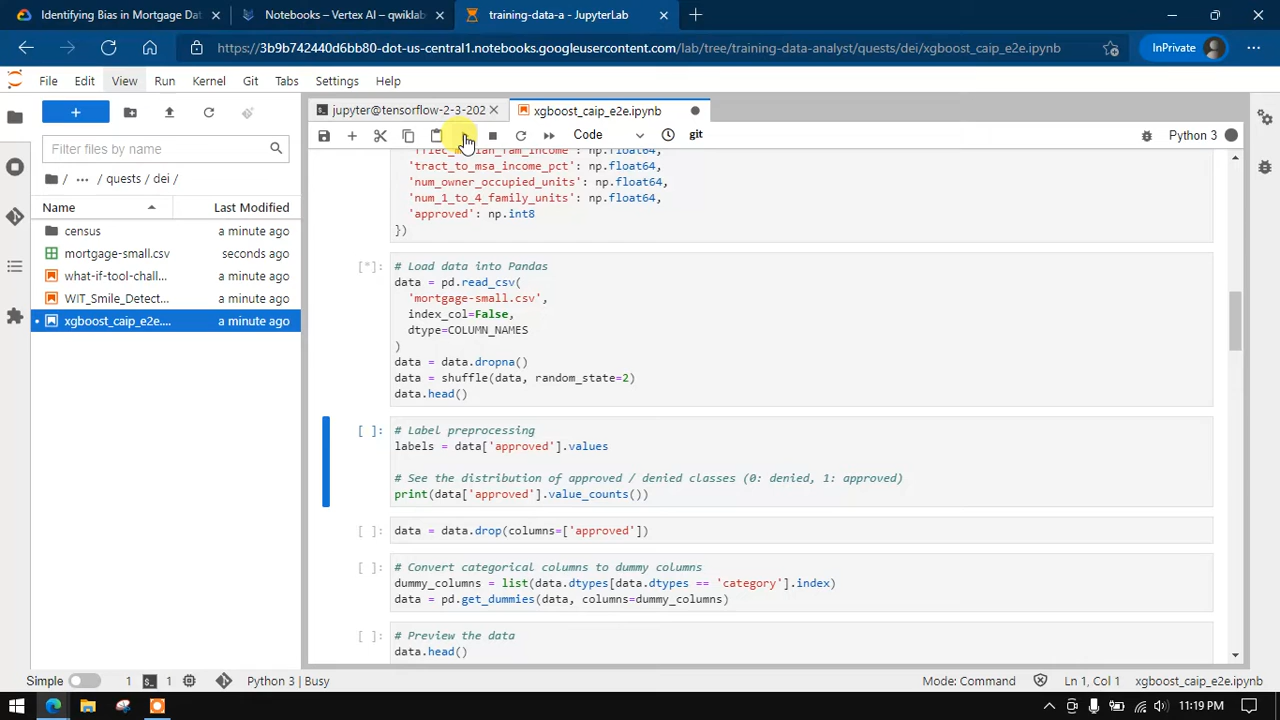 Identifying Bias in Mortgage Dat
Notebooks – Vertex AI – qwiklab
training-data-a - JupyterLab
https://3b9b742440d6bb80-dot-us-central1.notebooks.googleusercontent.com/lab/tree/training-data-analyst/quests/dei/xgboost_caip_e2e.ipynb
InPrivate
File Edit View Run Kernel Git Tabs Settings Help
jupyter@tensorflow-2-3-202
xgboost_caip_e2e.ipynb
Code
git
Python 3
Filter files by name
/ ... / quests / dei /
Name Last Modified
census a minute ago
mortgage-small.csv seconds ago
what-if-tool-chall... a minute ago
WIT_Smile_Detect... a minute ago
xgboost_caip_e2e.... a minute ago
'ffiec_median_fam_income': np.float64,
'tract_to_msa_income_pct': np.float64,
'num_owner_occupied_units': np.float64,
'num_1_to_4_family_units': np.float64,
'approved': np.int8
})
[*]: # Load data into Pandas
data = pd.read_csv(
'mortgage-small.csv',
index_col=False,
dtype=COLUMN_NAMES
)
data = data.dropna()
data = shuffle(data, random_state=2)
data.head()
[ ]: # Label preprocessing
labels = data['approved'].values
# See the distribution of approved / denied classes (0: denied, 1: approved)
print(data['approved'].value_counts())
[ ]: data = data.drop(columns=['approved'])
[ ]: # Convert categorical columns to dummy columns
dummy_columns = list(data.dtypes[data.dtypes == 'category'].index)
data = pd.get_dummies(data, columns=dummy_columns)
[ ]: # Preview the data
data.head()
Simple 1 1 Python 3 | Busy Mode: Command Ln 1, Col 1 xgboost_caip_e2e.ipynb
11:19 PM